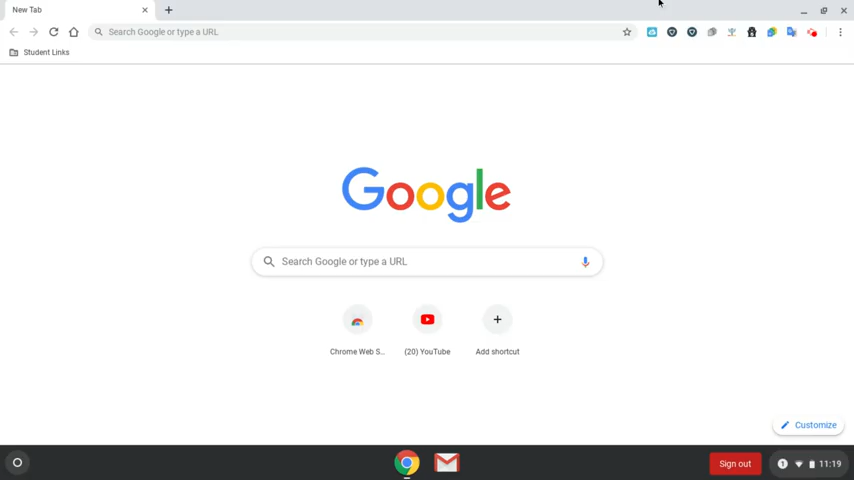 New Tab
Search Google or type a URL
Student Links
Google
Search Google or type a URL
Chrome Web S...
(20) YouTube
Add shortcut
Customize
Sign out
1
11:19